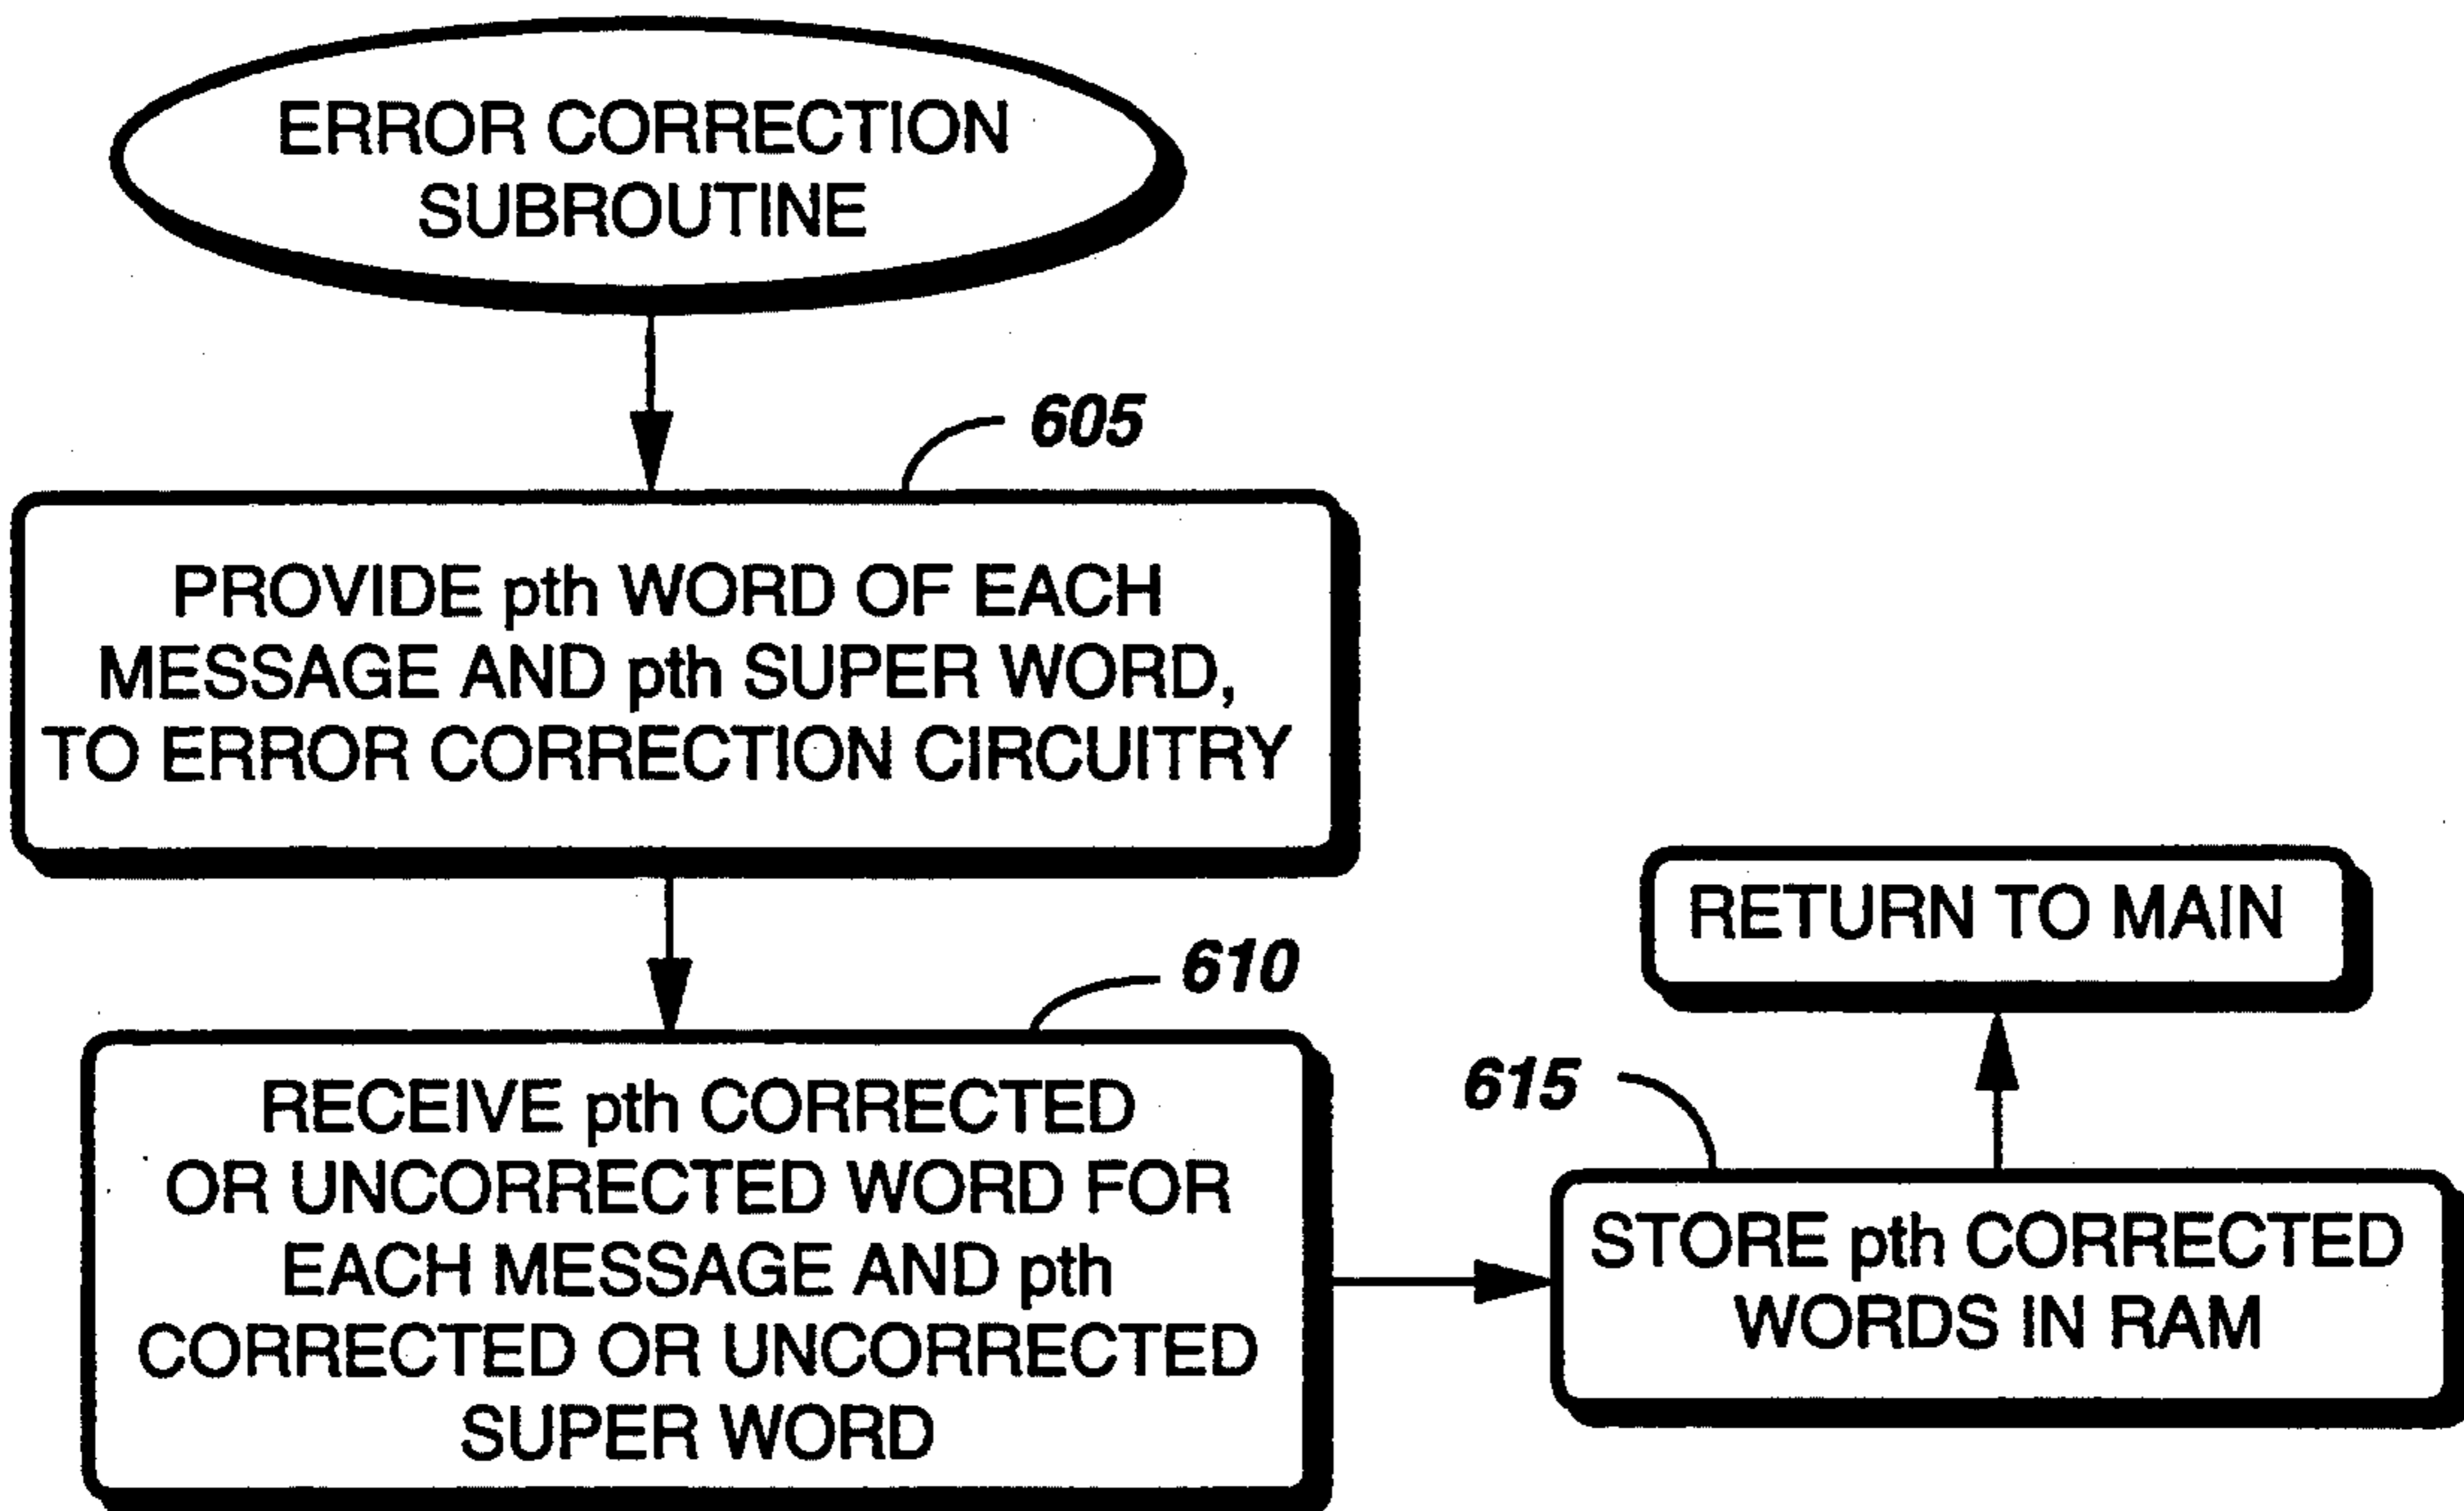 ERROR CORRECTION
SUBROUTINE
605
PROVIDE pth WORD OF EACH
MESSAGE AND pth SUPER WORD,
TO ERROR CORRECTION CIRCUITRY
610
RECEIVE pth CORRECTED
OR UNCORRECTED WORD FOR
EACH MESSAGE AND pth
CORRECTED OR UNCORRECTED
SUPER WORD
615
STORE pth CORRECTED
WORDS IN RAM
RETURN TO MAIN